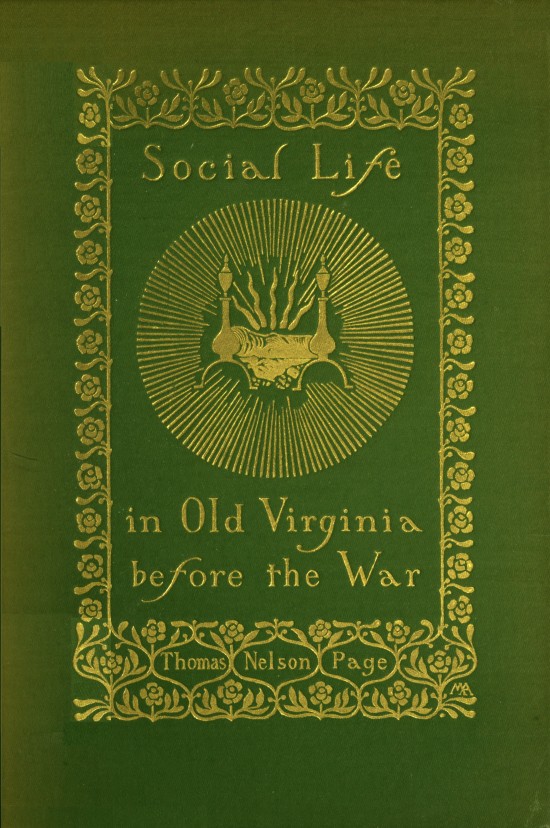 Social Life
in Old Virginia
before the War
Thomas Nelson Page
MA